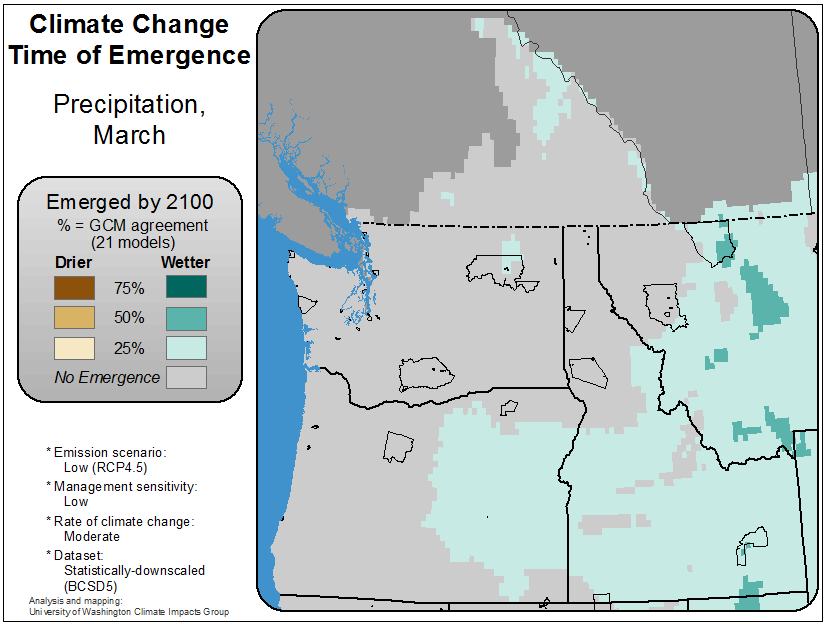 Climate Change
Time of Emergence
Precipitation,
March
Emerged by 2100
% = GCM agreement
(21 models)
Drier Wetter
75%
50%
25%
No Emergence
* Emission scenario:
Low (RCP4.5)
* Management sensitivity:
Low
* Rate of climate change:
Moderate
* Dataset:
Statistically-downscaled
(BCSD5)
Analysis and mapping:
University of Washington Climate Impacts Group